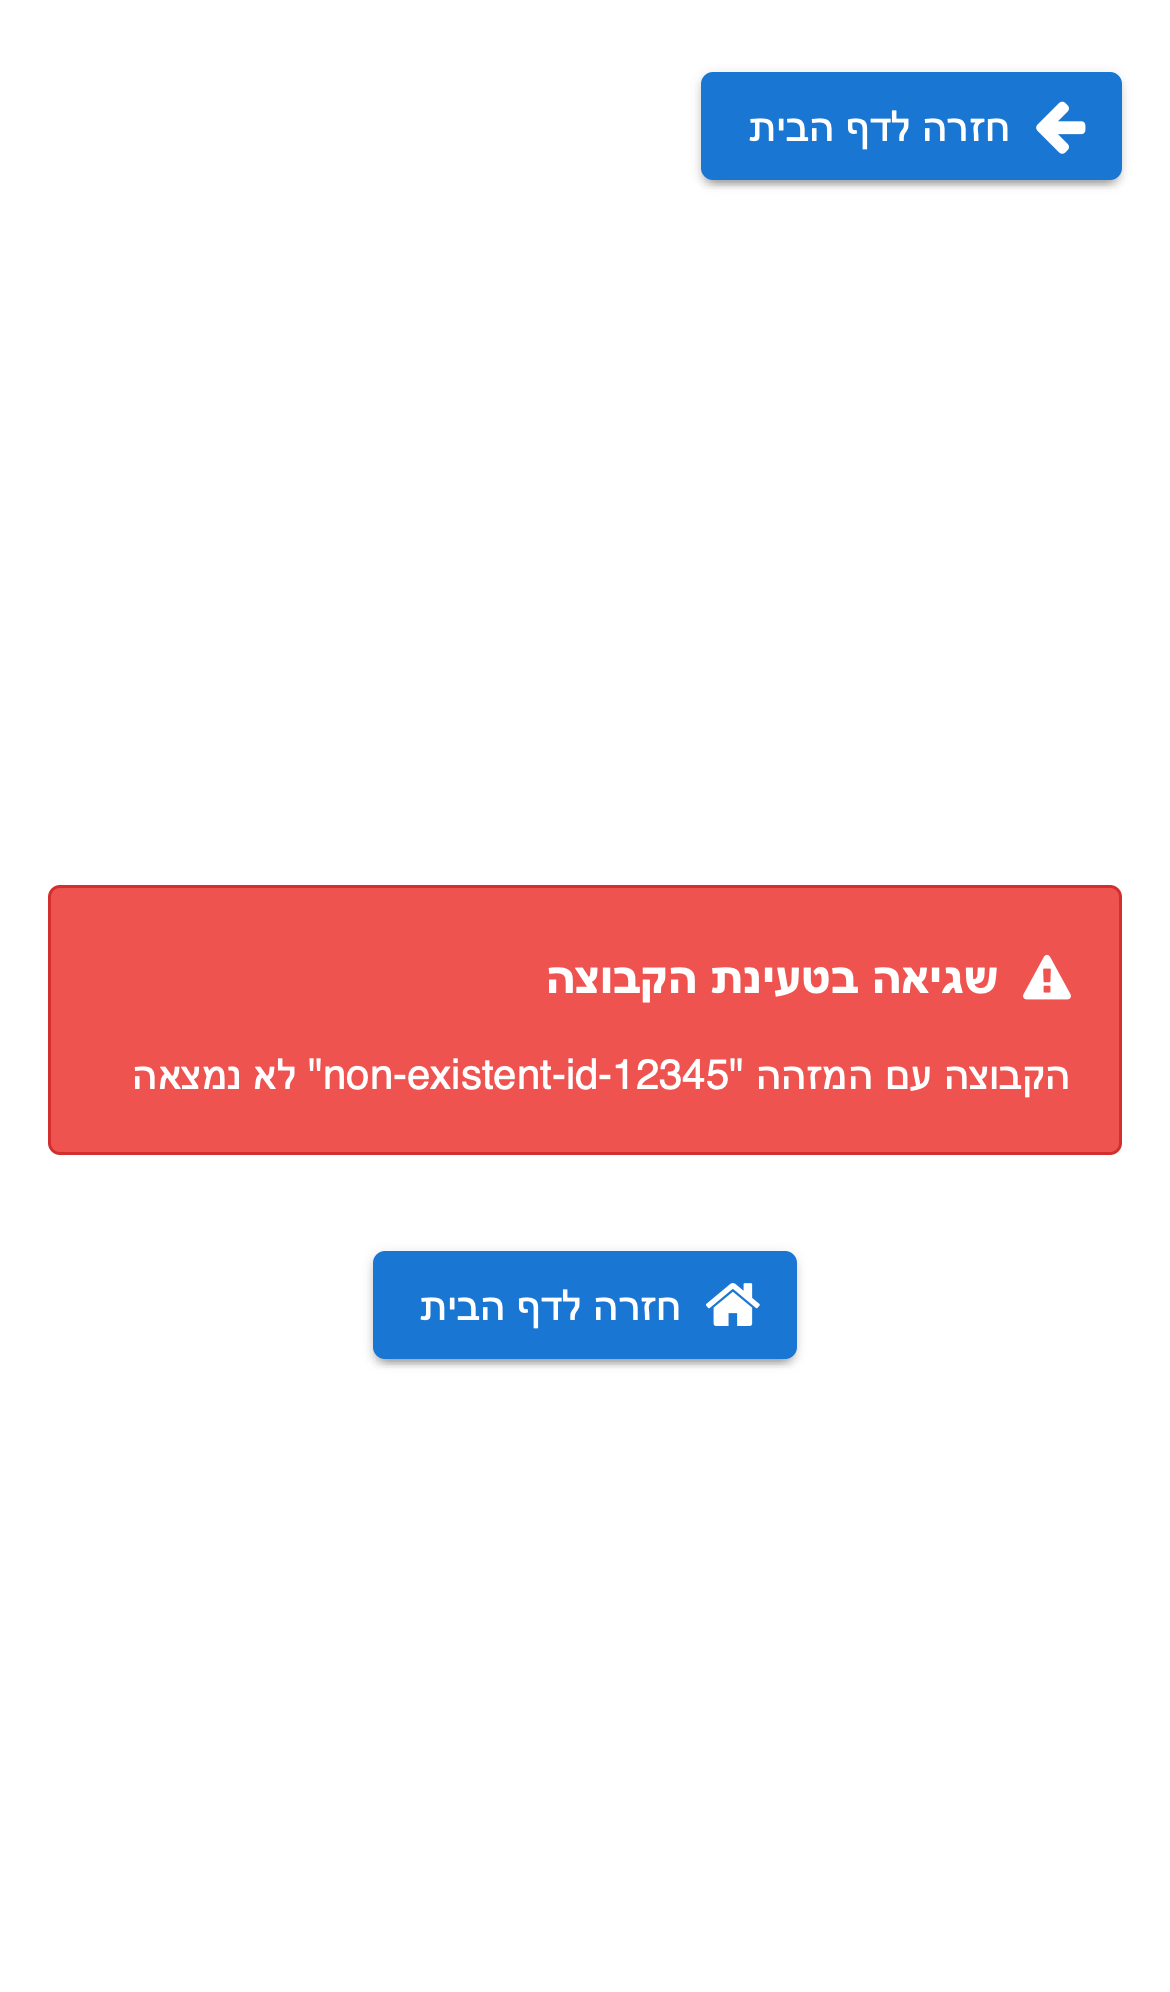 חזרה לדף הבית
שגיאה בטעינת הקבוצה
הקבוצה עם המזהה "non-existent-id-12345" לא נמצאה
חזרה לדף הבית